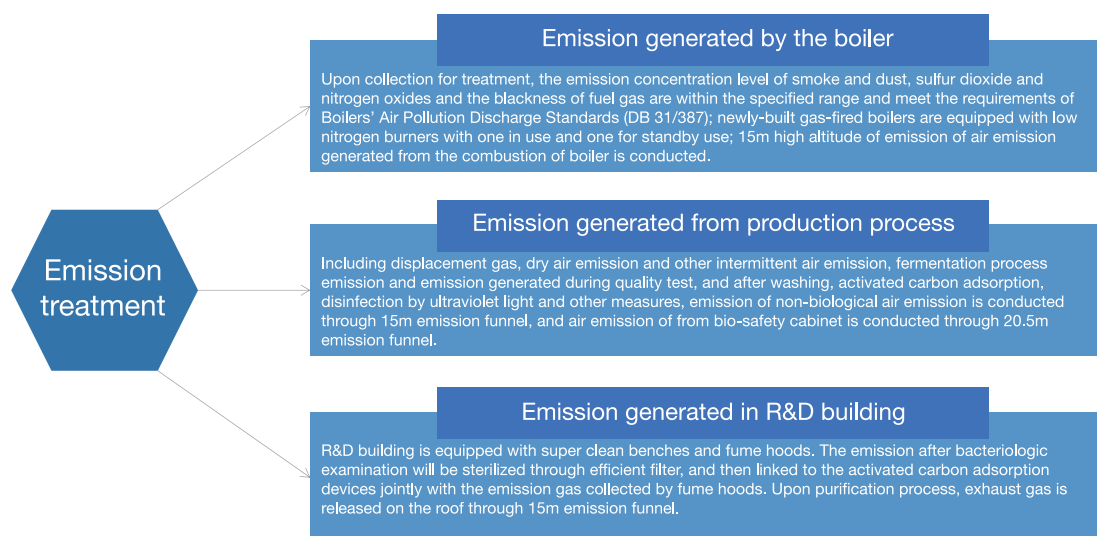 Emission generated by the boiler
Upon collection for treatment, the emission concentration level of smoke and dust, sulfur dioxide and
nitrogen oxides and the blackness of fuel gas are within the specified range and meet the requirements of
Boilers’ Air Pollution Discharge Standards (DB 31/387); newly-built gas-fired boilers are equipped with low
nitrogen burners with one in use and one for standby use; 15m high altitude of emission of air emission
generated from the combustion of boiler is conducted.
Emission
treatment
Emission generated from production process
Including displacement gas, dry air emission and other intermittent air emission, fermentation process
emission and emission generated during quality test, and after washing, activated carbon adsorption,
disinfection by ultraviolet light and other measures, emission of non-biological air emission is conducted
through 15m emission funnel, and air emission of from bio-safety cabinet is conducted through 20.5m
emission funnel.
Emission generated in R&D building
R&D building is equipped with super clean benches and fume hoods. The emission after bacteriologic
examination will be sterilized through efficient filter, and then linked to the activated carbon adsorption
devices jointly with the emission gas collected by fume hoods. Upon purification process, exhaust gas is
released on the roof through 15m emission funnel.